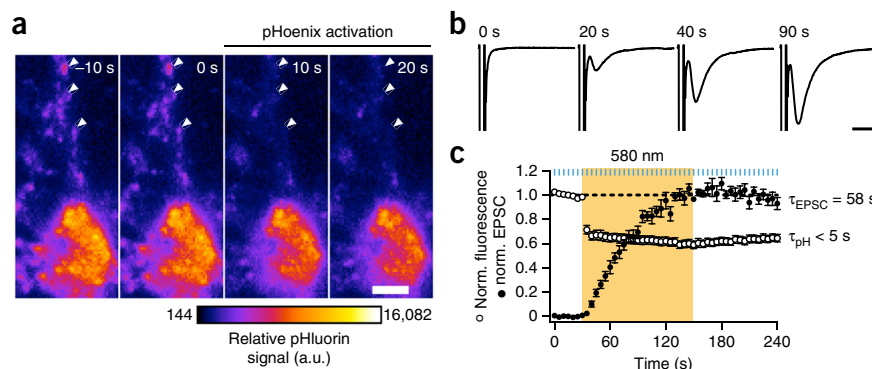 a
pHoenix activation
–10 s
0 s
10 s
20 s
144
16,082
Relative pHluorin
signal (a.u.)
b
0 s
20 s
40 s
90 s
c
580 nm
Norm. fluorescence
norm. EPSC
1.2
1.0
0.8
0.6
0.4
0.2
0
τEPSC = 58 s
τpH < 5 s
0
60
120
180
240
Time (s)